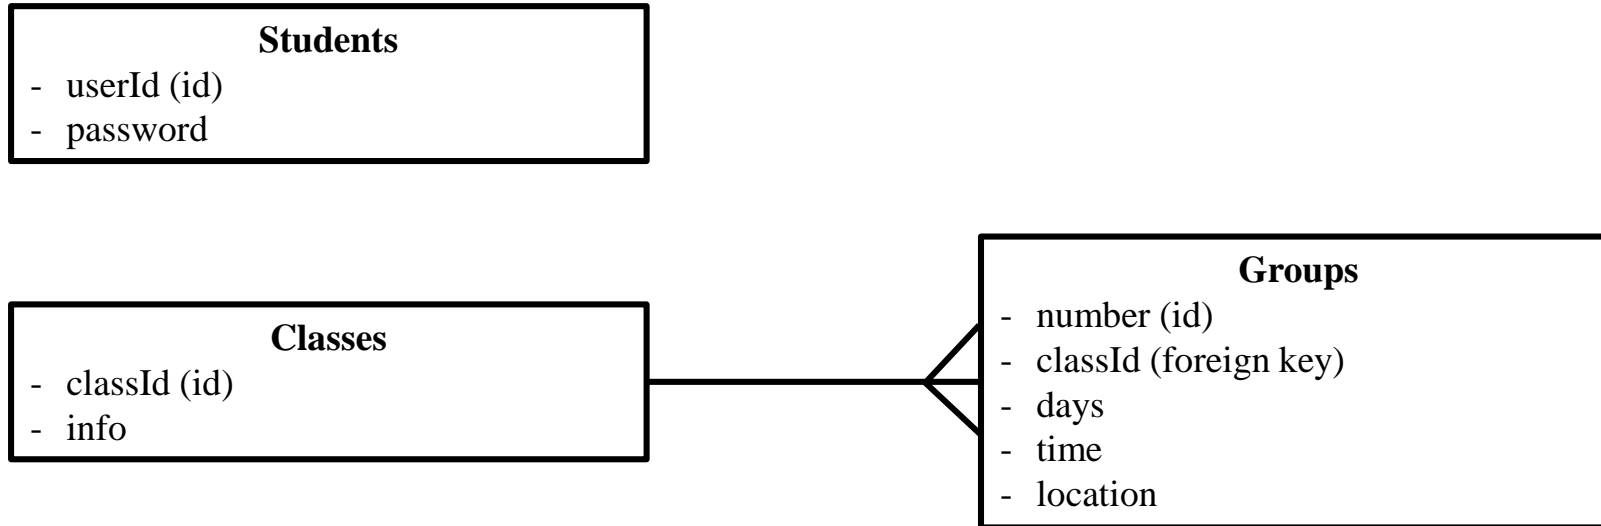 Students
- userId (id)
- password
Classes
- classId (id)
- info
Groups
- number (id)
- classId (foreign key)
- days
- time
- location